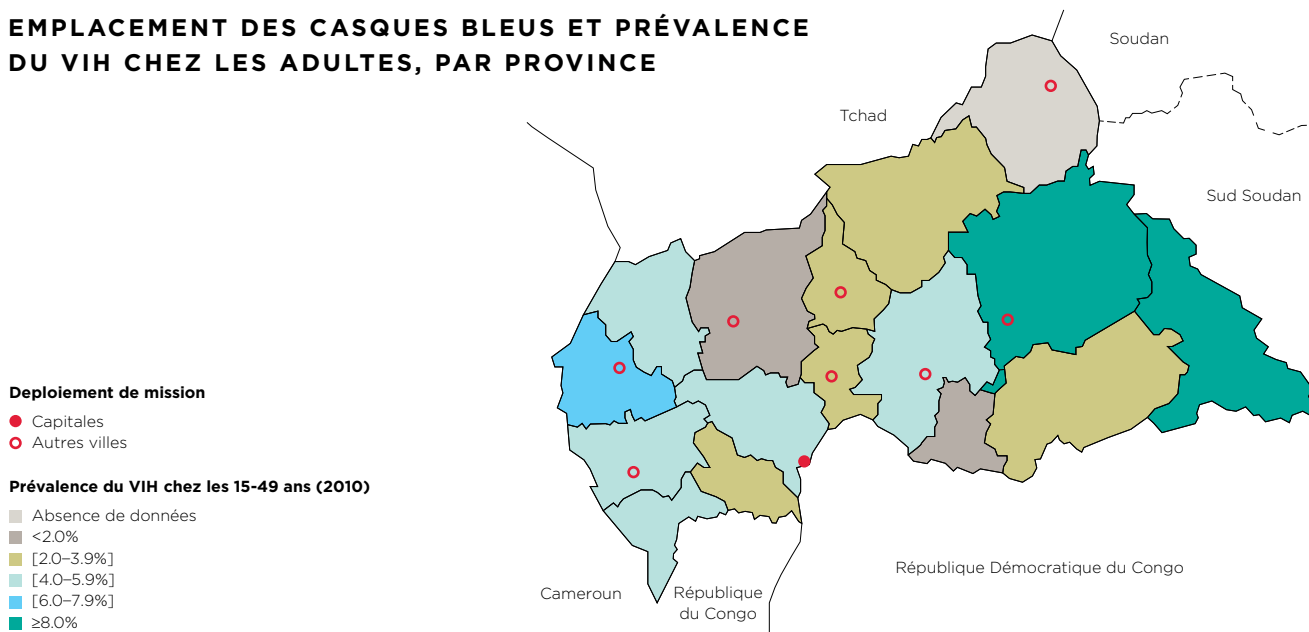 EMPLACEMENT DES CASQUES BLEUS ET PRÉVALENCE
DU VIH CHEZ LES ADULTES, PAR PROVINCE
Soudan
Tchad
Sud Soudan
Deploiement de mission
Capitales
Autres villes
Prévalence du VIH chez les 15-49 ans (2010)
Absence de données
<2.0%
[2.0–3.9%]
[4.0–5.9%]
[6.0–7.9%]
≥8.0%
République Démocratique du Congo
Cameroun
République
du Congo